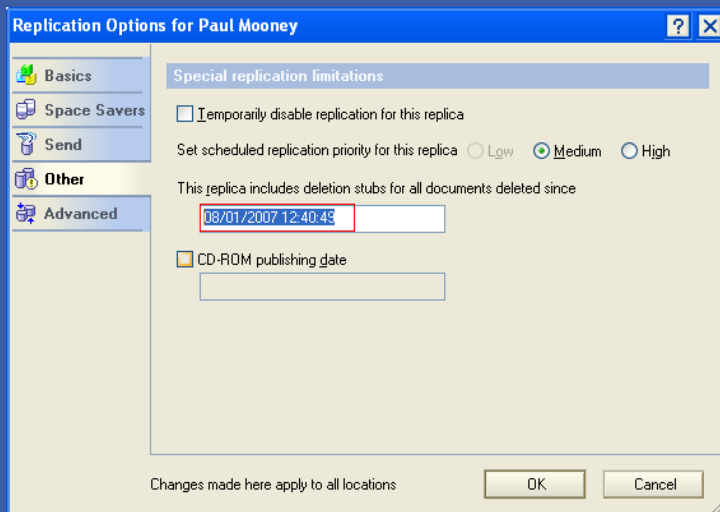 Replication Options for Paul Mooney
Basics
Space Savers
Send
Other
Advanced
Special replication limitations
Temporarily disable replication for this replica
Set scheduled replication priority for this replica Low Medium High
This replica includes deletion stubs for all documents deleted since
08/01/2007 12:40:49
CD-ROM publishing date
Changes made here apply to all locations
OK
Cancel